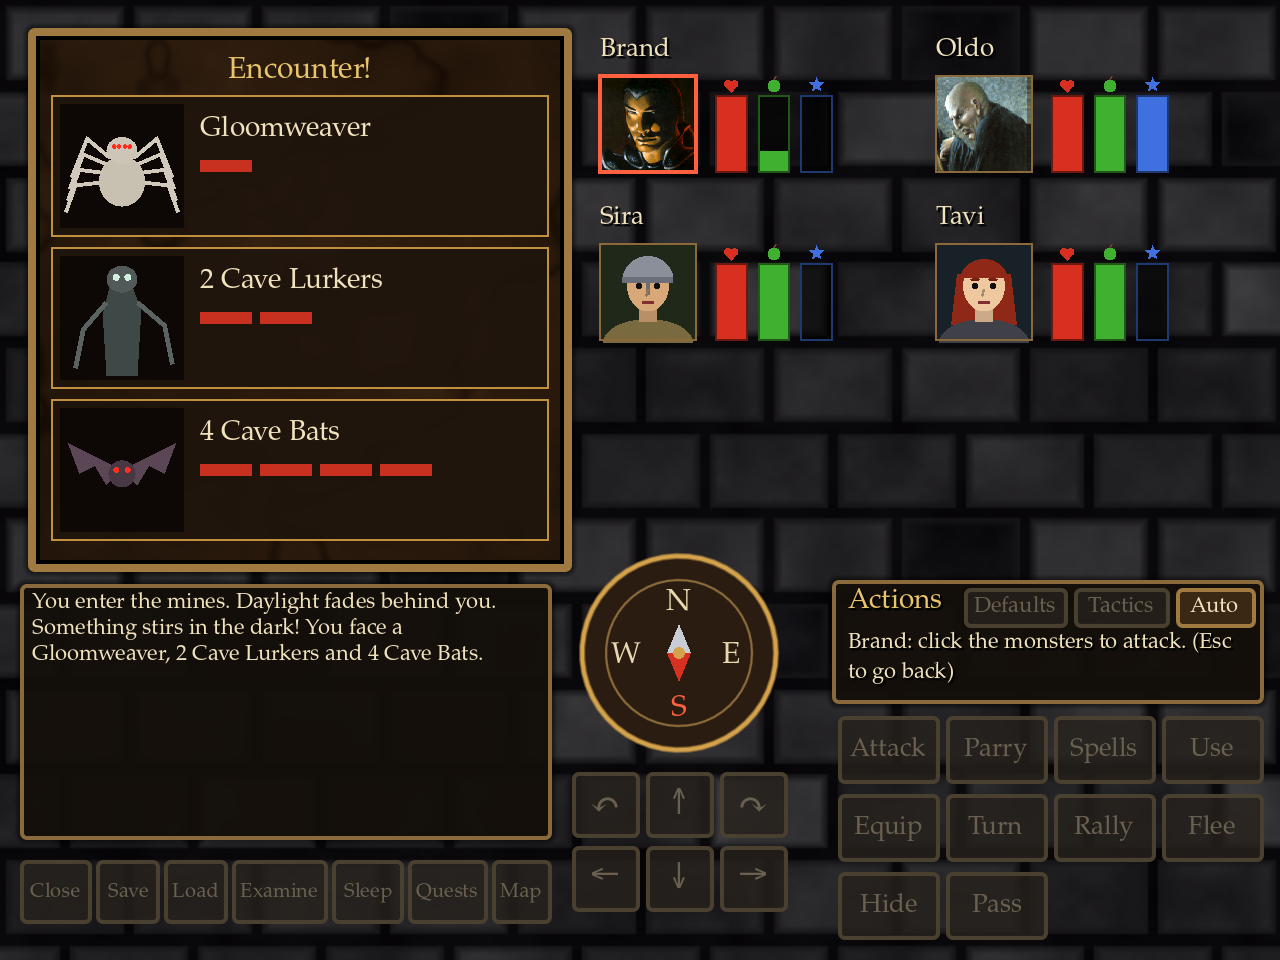 Encounter!
Gloomweaver
2 Cave Lurkers
4 Cave Bats
Brand
Oldo
Sira
Tavi
You enter the mines. Daylight fades behind you.
Something stirs in the dark! You face a
Gloomweaver, 2 Cave Lurkers and 4 Cave Bats.
N
W
E
S
Actions
Defaults
Tactics
Auto
Brand: click the monsters to attack. (Esc
to go back)
Attack
Parry
Spells
Use
Equip
Turn
Rally
Flee
Hide
Pass
Close
Save
Load
Examine
Sleep
Quests
Map